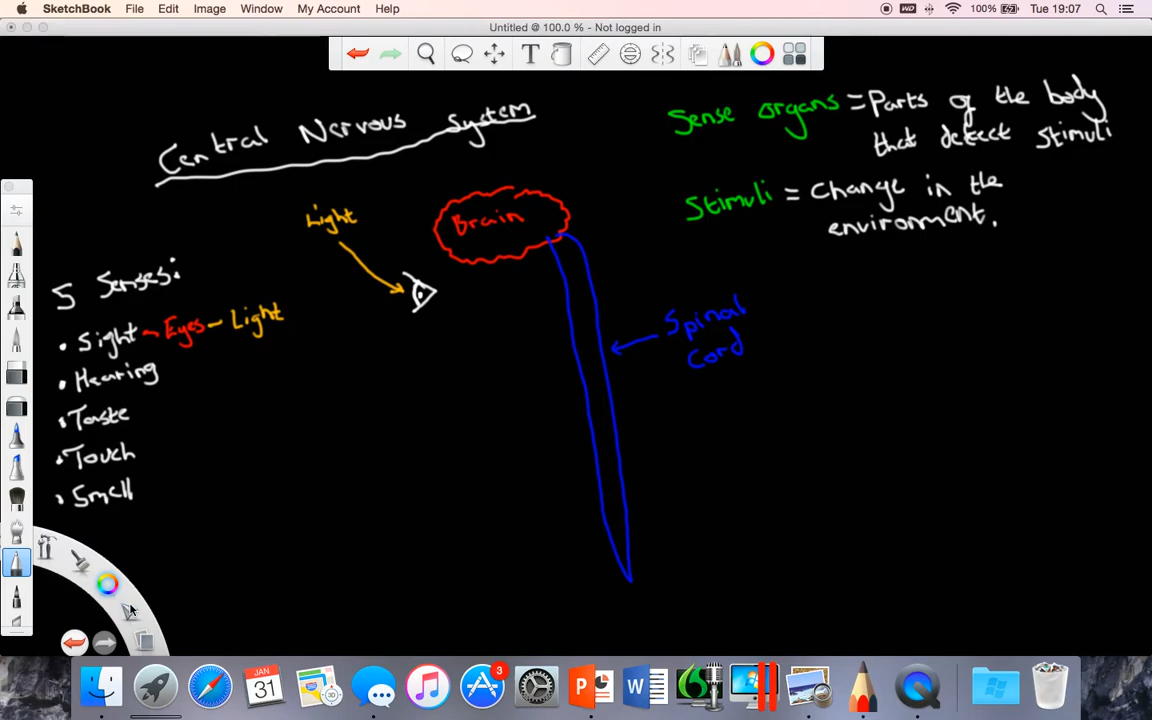 SketchBook File Edit Image Window My Account Help 100% Tue 19:07
Untitled @ 100.0 % - Not logged in
Central Nervous System
Sense organs = Parts of the body
that detect stimuli
Stimuli = Change in the
environment.
Light
Brain
5 Senses:
• Sight - Eyes - Light
• Hearing
• Taste
• Touch
• Smell
Spinal
Cord
JAN
31
3D
3
P
W